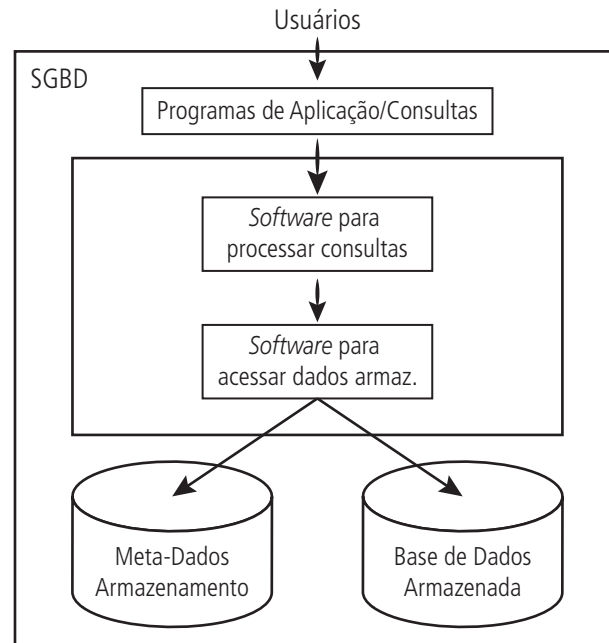 Usuários
SGBD
Programas de Aplicação/Consultas
Software para
processar consultas
Software para
acessar dados armaz.
Meta-Dados
Armazenamento
Base de Dados
Armazenada